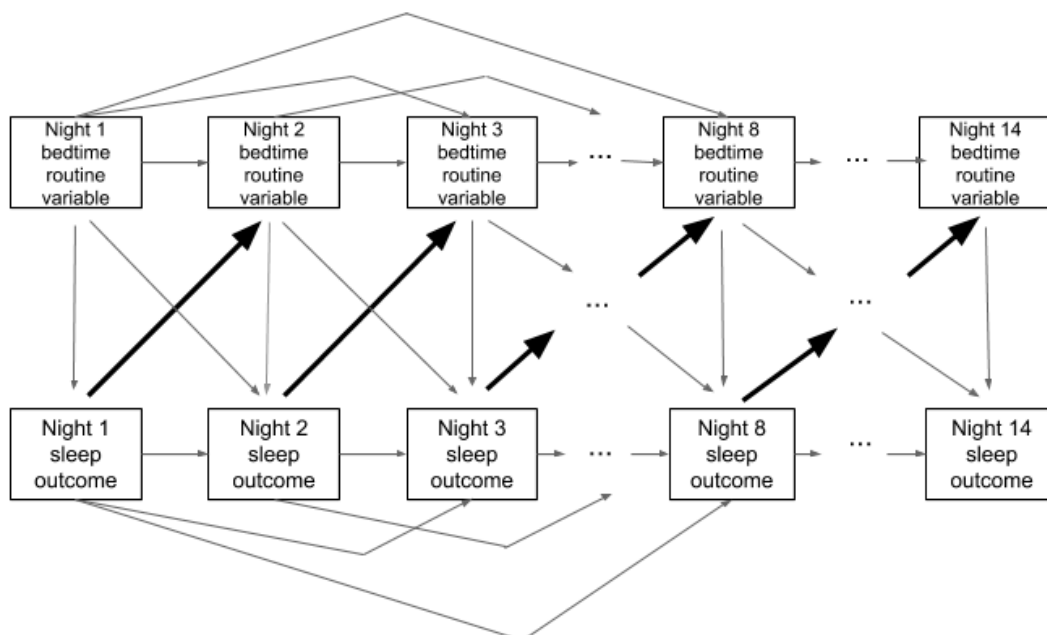 Night 1
bedtime
routine
variable
Night 2
bedtime
routine
variable
Night 3
bedtime
routine
variable
...
Night 8
bedtime
routine
variable
...
Night 14
bedtime
routine
variable
...
...
Night 1
sleep
outcome
Night 2
sleep
outcome
Night 3
sleep
outcome
...
Night 8
sleep
outcome
...
Night 14
sleep
outcome